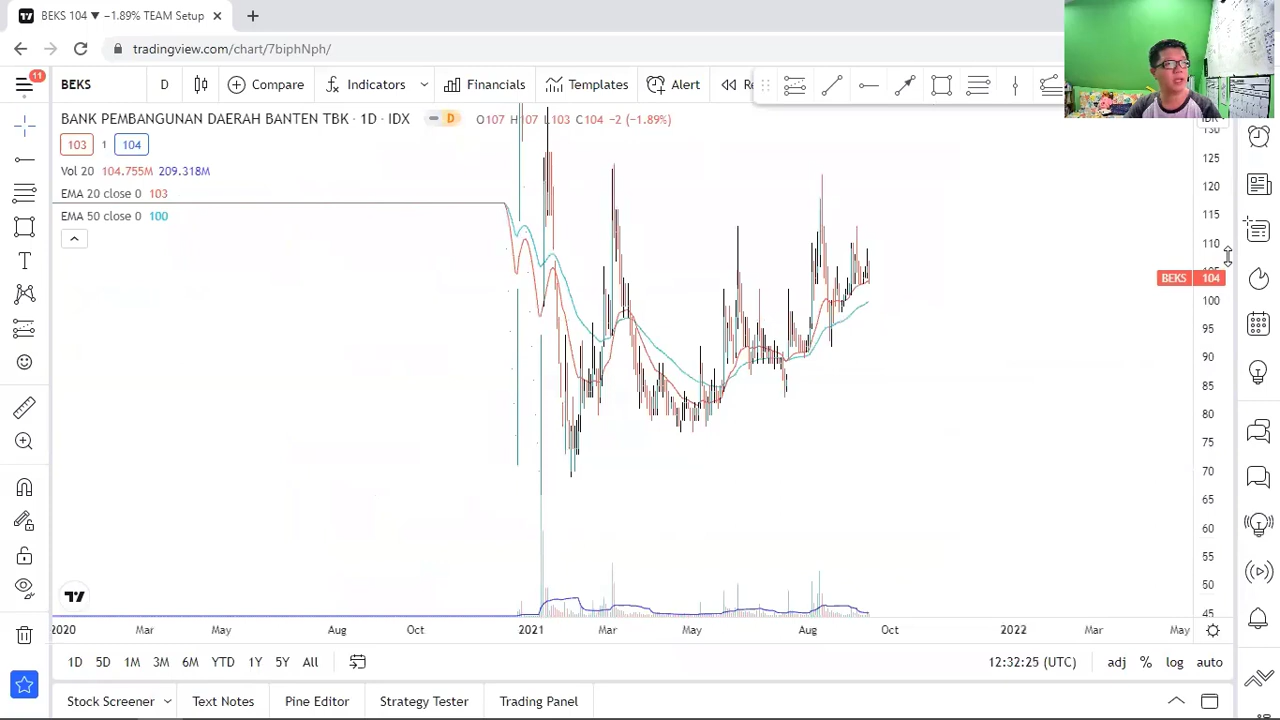 BEKS 104 ▼ −1.89% TEAM Setup
tradingview.com/chart/7biphNph/
11
BEKS D Compare Indicators Financials Templates Alert
BANK PEMBANGUNAN DAERAH BANTEN TBK · 1D · IDX D O107 H107 L103 C104 −2 (−1.89%)
103 1 104
Vol 20 104.755M 209.318M
EMA 20 close 0 103
EMA 50 close 0 100
130
125
120
115
110
105
BEKS 104
100
95
90
85
80
75
70
65
60
55
50
45
2020 Mar May Aug Oct 2021 Mar May Aug Oct 2022 Mar May
1D 5D 1M 3M 6M YTD 1Y 5Y All 12:32:25 (UTC) adj % log auto
Stock Screener Text Notes Pine Editor Strategy Tester Trading Panel